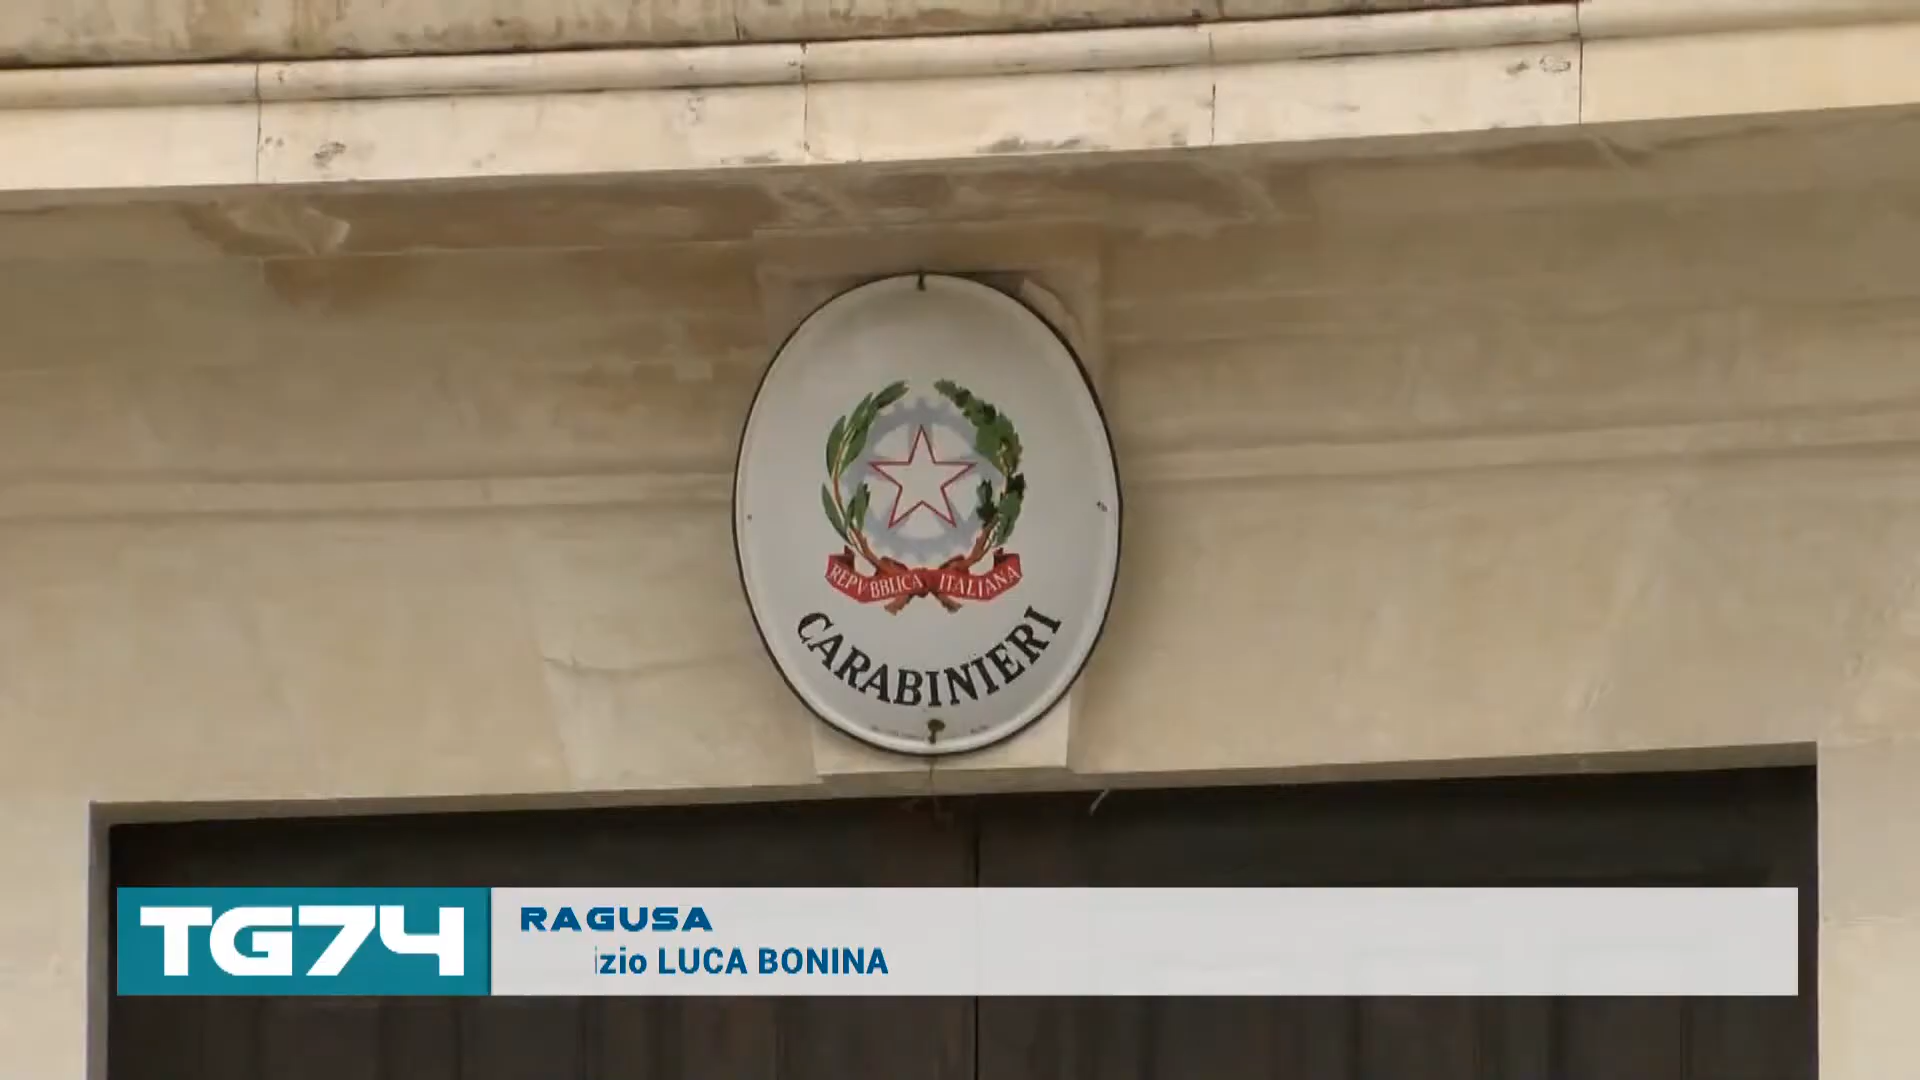 REPVBBLICA ITALIANA
CARABINIERI
TG74
RAGUSA
izio LUCA BONINA